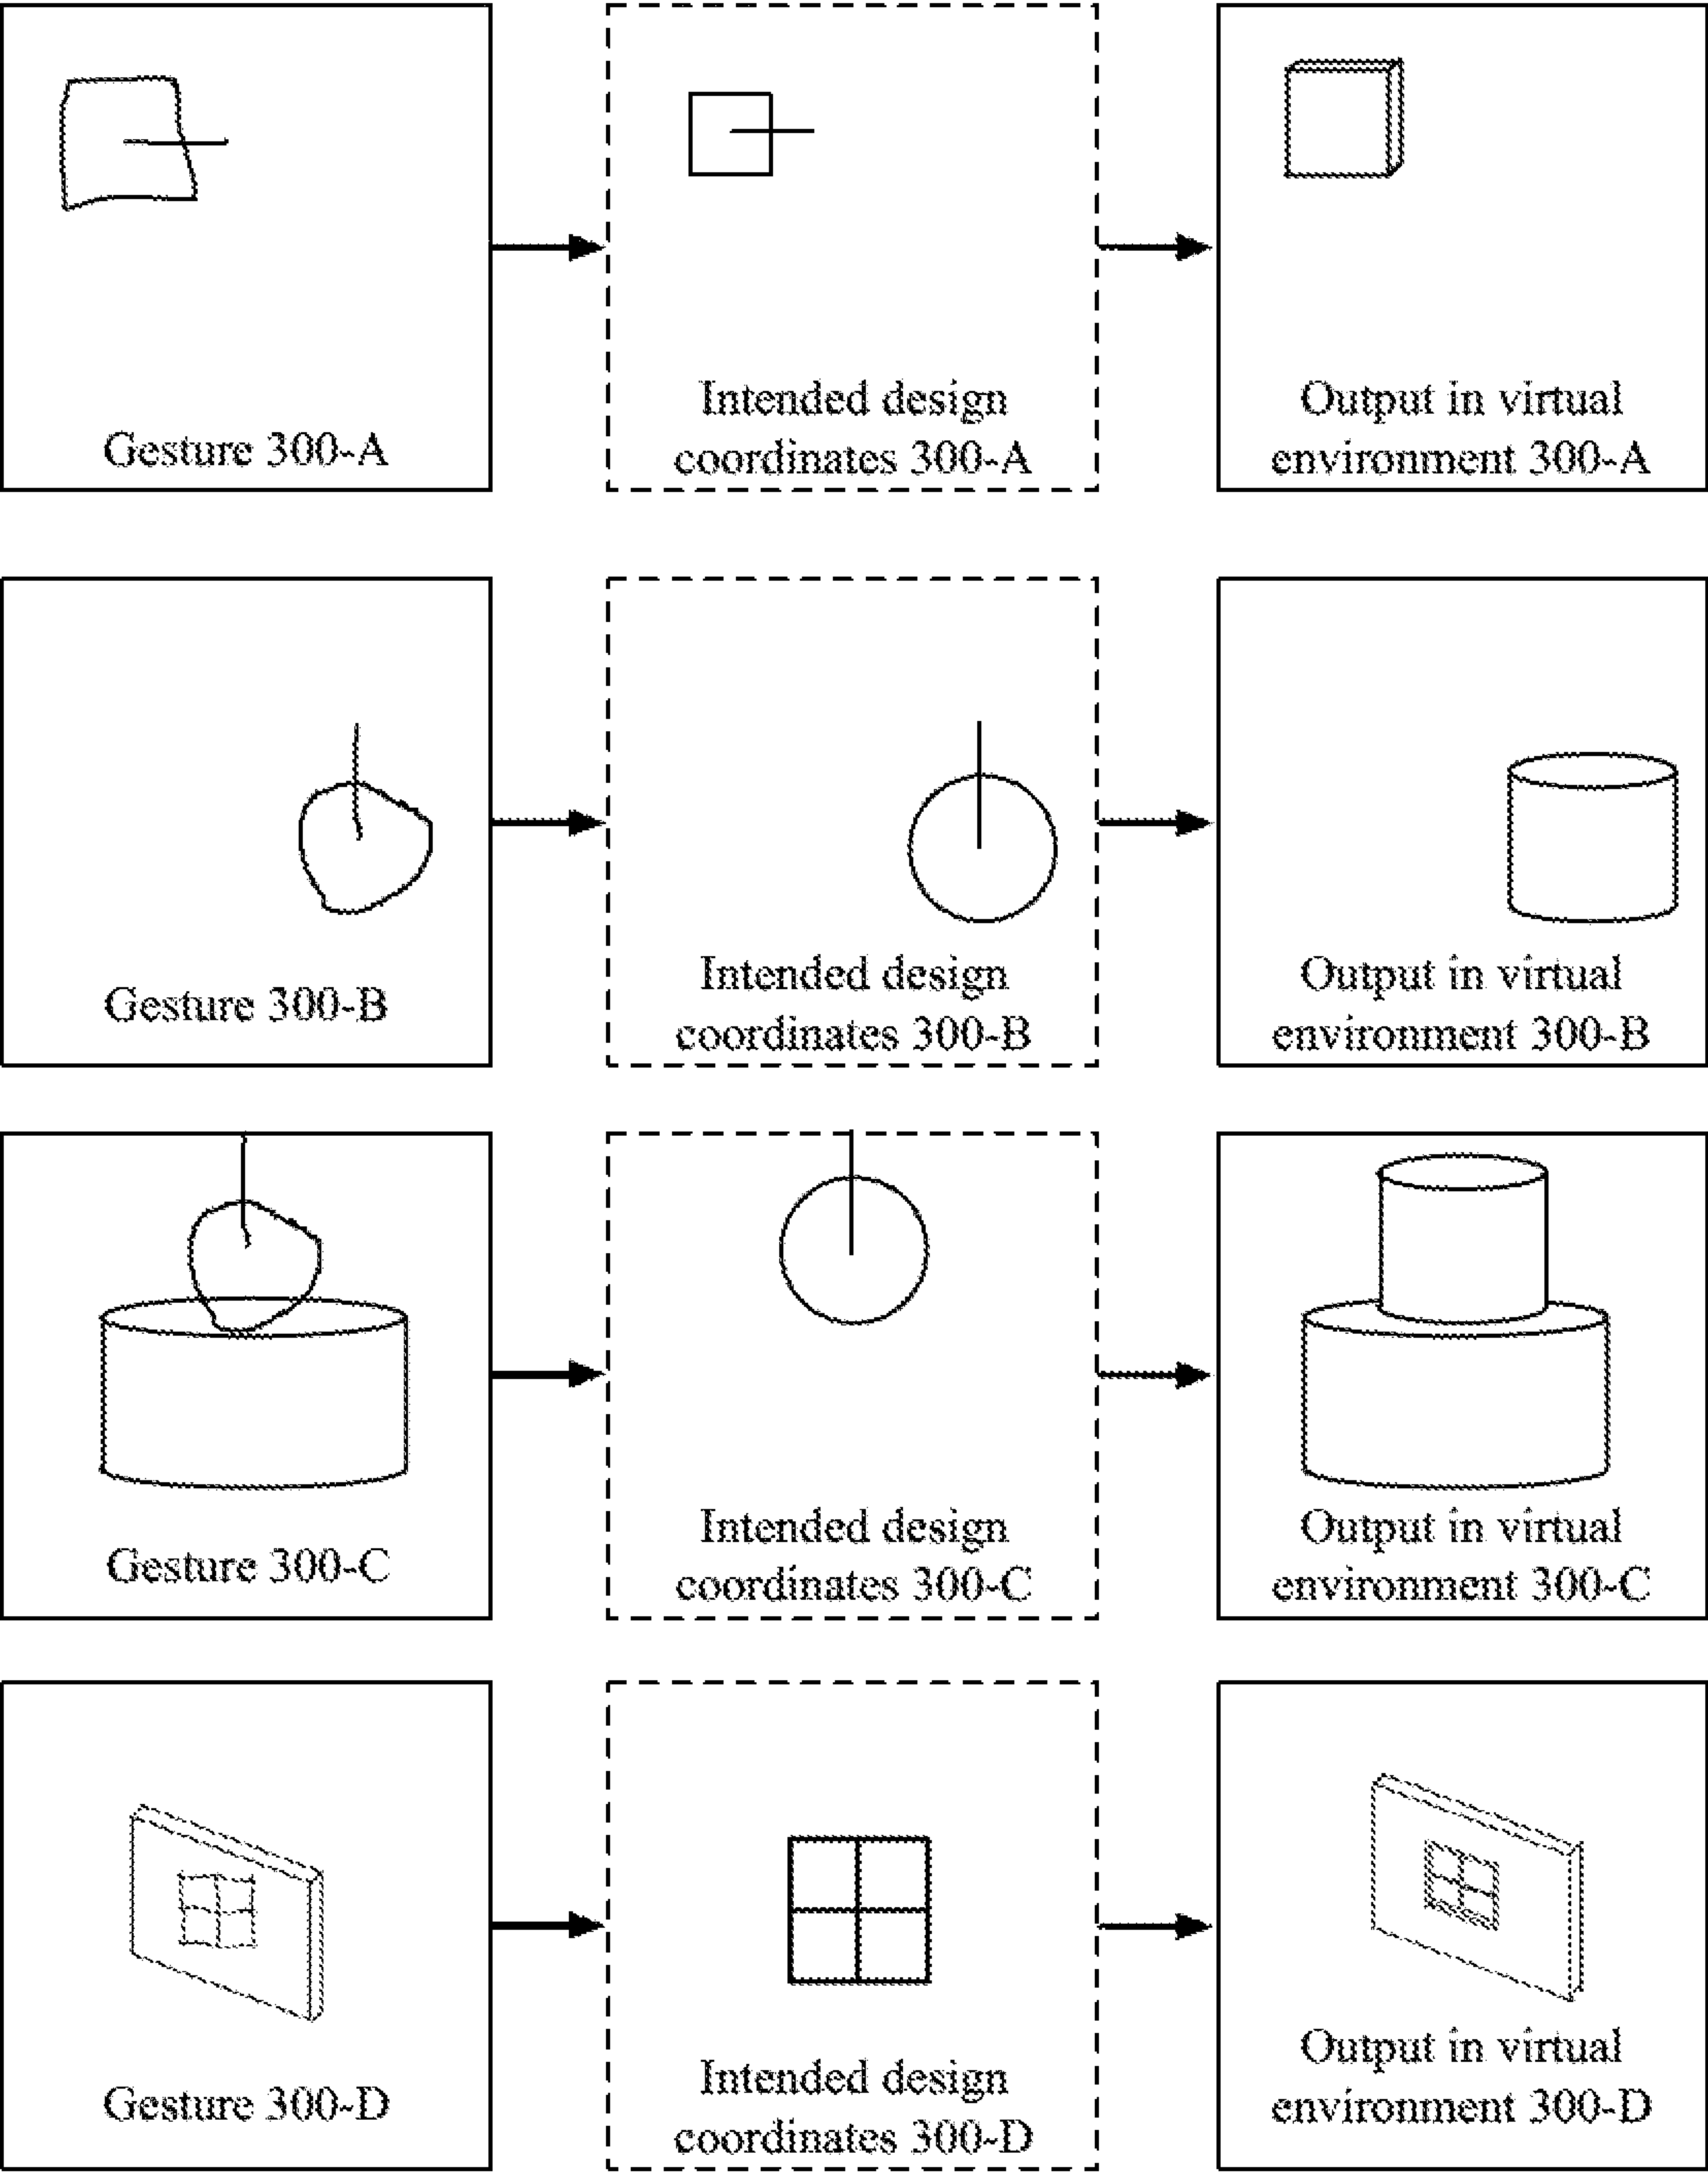 Gesture 300-A
Intended design
coordinates 300-A
Output in virtual
environment 300-A
Gesture 300-B
Intended design
coordinates 300-B
Output in virtual
environment 300-B
Gesture 300-C
Intended design
coordinates 300-C
Output in virtual
environment 300-C
Gesture 300-D
Intended design
coordinates 300-D
Output in virtual
environment 300-D